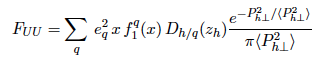 F_{UU} = \sum_q e_q^2 \, x \, f_1^q(x) \, D_{h/q}(z_h) \frac{e^{-P_{h\perp}^2/\langle P_{h\perp}^2 \rangle}}{\pi \langle P_{h\perp}^2 \rangle}